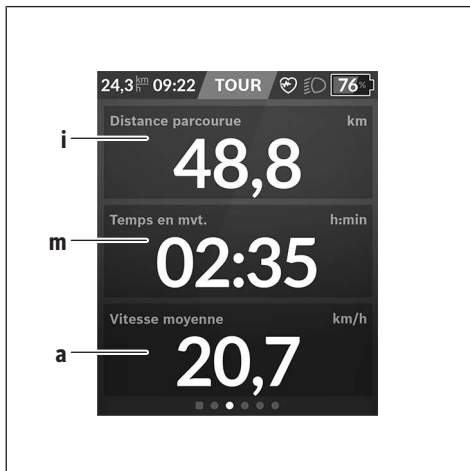 24,3 km/h 09:22 TOUR 76%
Distance parcourue km
i
48,8
Temps en mvt. h:min
m
02:35
Vitesse moyenne km/h
a
20,7